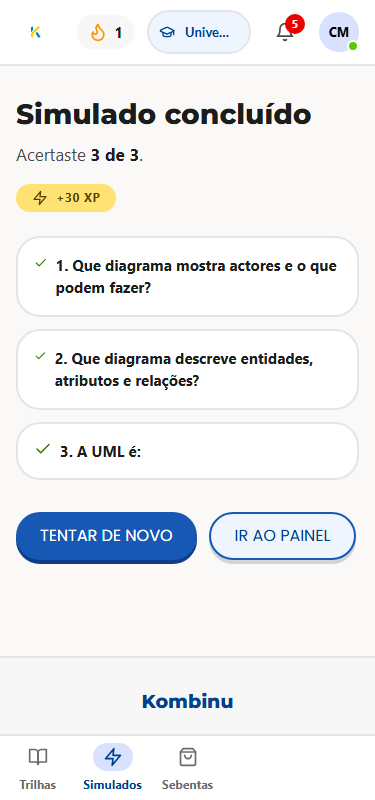 1
Unive...
5
CM
Simulado concluído
Acertaste 3 de 3.
+30 XP
1. Que diagrama mostra actores e o que
podem fazer?
2. Que diagrama descreve entidades,
atributos e relações?
3. A UML é:
TENTAR DE NOVO
IR AO PAINEL
Kombinu
Trilhas
Simulados
Sebentas